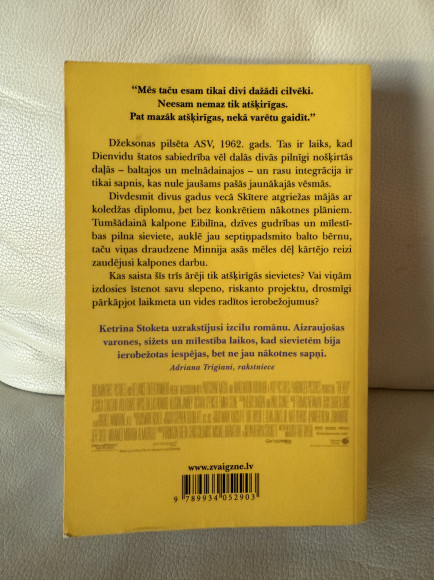 “Mēs taču esam tikai divi dažādi cilvēki.
Neesam nemaz tik atšķirīgas.
Pat mazāk atšķirīgas, nekā varētu gaidīt.”
Džeksonas pilsēta ASV, 1962. gads. Tas ir laiks, kad
Dienvidu štatos sabiedrība vēl dalās divās pilnīgi nošķirtās
daļās – baltajos un melnādainajos – un rasu integrācija ir
tikai sapnis, kas nule jaušams pašās jaunākajās vēsmās.
Divdesmit divus gadus vecā Skītere atgriežas mājās ar
koledžas diplomu, bet bez konkrētiem nākotnes plāniem.
Tumšādainā kalpone Eibilīna, dzīves gudrības un mīlestī-
bas pilna sieviete, auklē jau septiņpadsmito balto bērnu,
taču viņas draudzene Minnija asās mēles dēļ kārtējo reizi
zaudējusi kalpones darbu.
Kas saista šīs trīs ārēji tik atšķirīgās sievietes? Vai viņām
izdosies īstenot savu slepeno, riskanto projektu, drosmīgi
pārkāpjot laikmeta un vides radītos ierobežojumus?
Ketrina Stoketa uzrakstījusi izcilu romānu. Aizraujošas
varones, sižets un mīlestība laikos, kad sievietēm bija
ierobežotas iespējas, bet ne jau nākotnes sapņi.
Adriana Trigiani, rakstniece
www.zvaigzne.lv
9 789934 052903